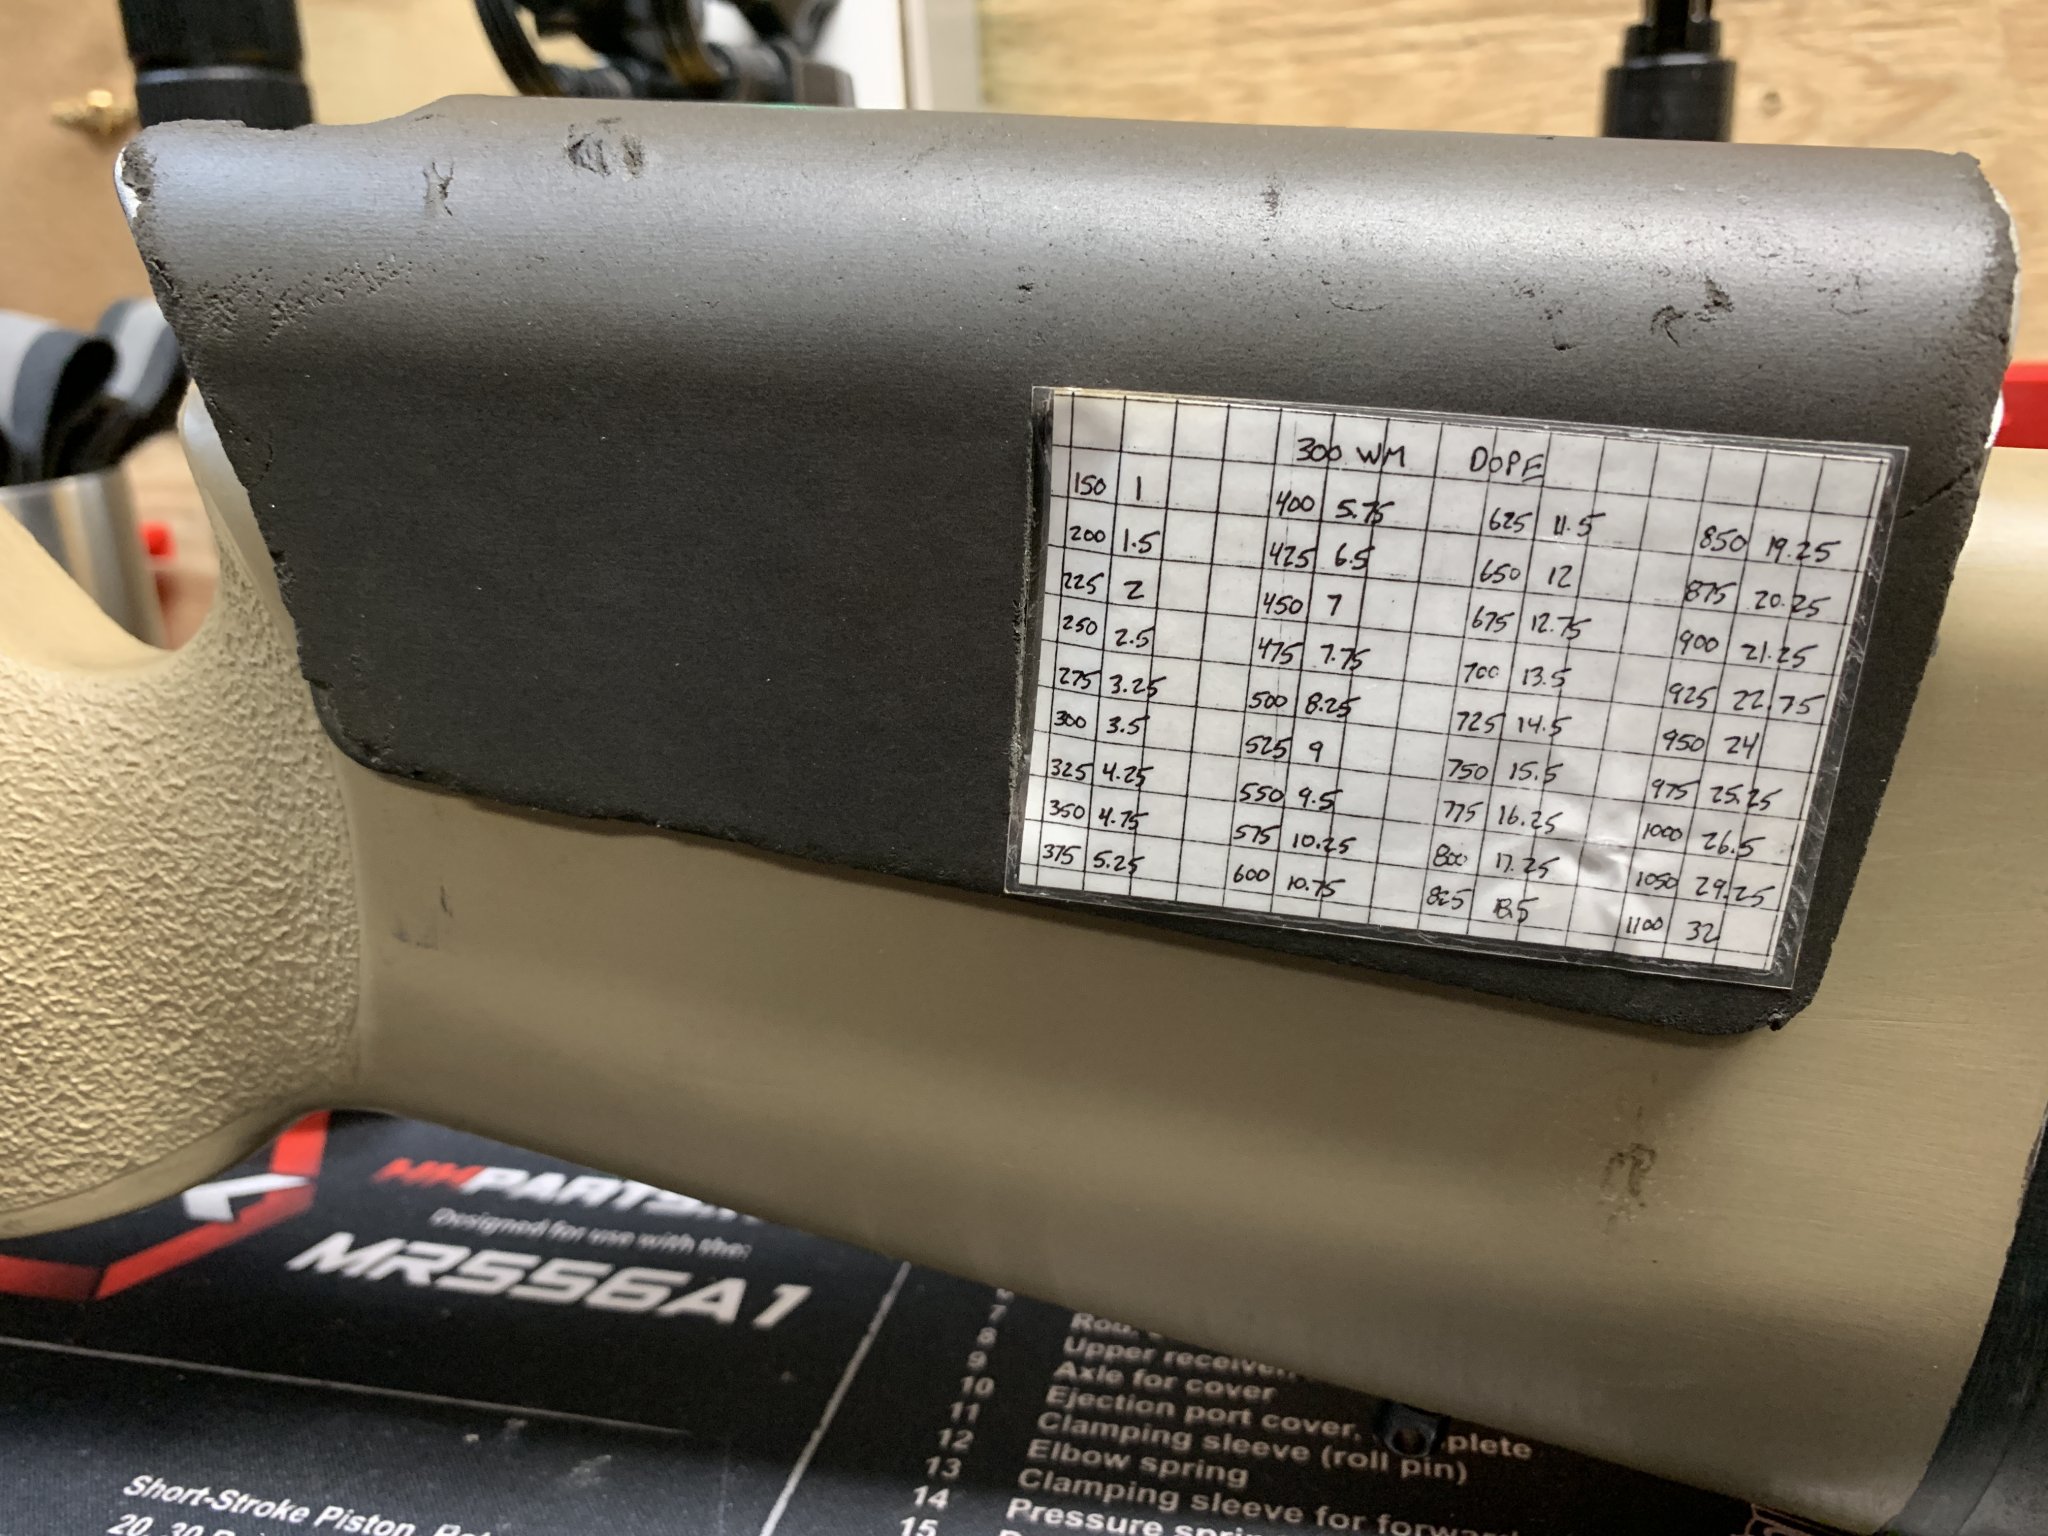 300 WM DOPE
150 1 400 5.75 625 11.5 850 19.25
200 1.5 425 6.5 650 12 875 20.25
225 2 450 7 675 12.75 900 21.25
250 2.5 475 7.75 700 13.5 925 22.75
275 3.25 500 8.25 725 14.5 950 24
300 3.5 525 9 750 15.5 975 25.25
325 4.25 550 9.5 775 16.25 1000 26.5
350 4.75 575 10.25 800 17.25 1050 29.25
375 5.25 600 10.75 825 18.5 1100 32
Designed for use with the:
MR556A1
7
8 Upper
9 Axle for cover
10 Ejection port cover,
11 Clamping sleeve (roll pin)
12 Elbow spring
13 Clamping sleeve for
14 Pressure
15
Short-Stroke Piston
20, 30